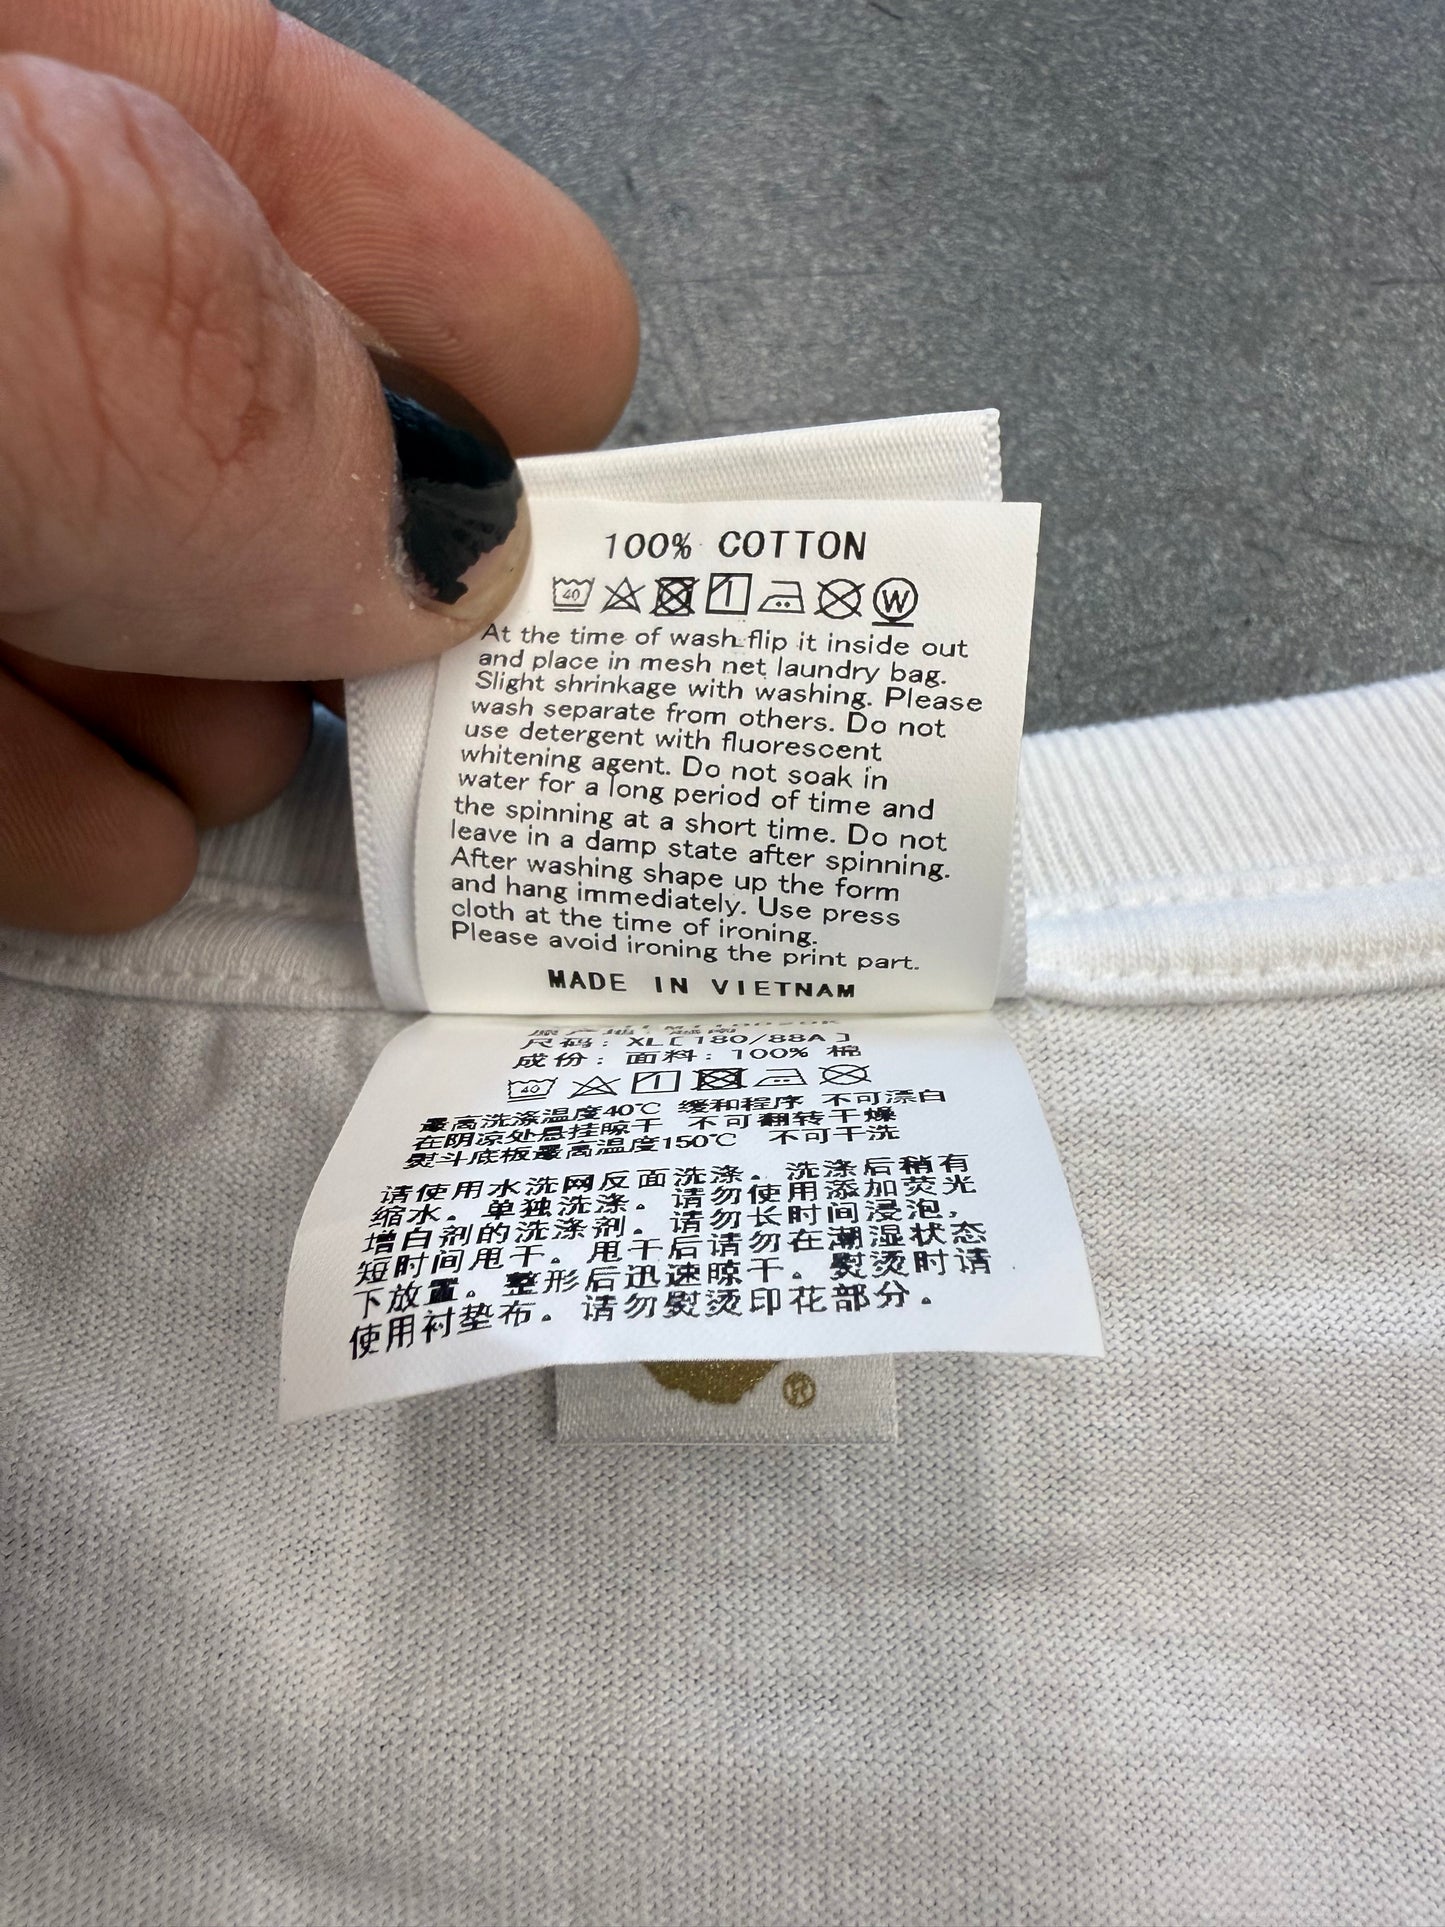 100% COTTON
40 1 W
At the time of wash flip it inside out
and place in mesh net laundry bag.
Slight shrinkage with washing. Please
wash separate from others. Do not
use detergent with fluorescent
whitening agent. Do not soak in
water for a long period of time and
the spinning at a short time. Do not
leave in a damp state after spinning.
After washing shape up the form
and hang immediately. Use press
cloth at the time of ironing.
Please avoid ironing the print part.
MADE IN VIETNAM
原产地: 越南
尺码: XL[180/88A]
成份: 面料: 100% 棉
40 1
最高洗涤温度40℃ 缓和程序 不可漂白
在阴凉处悬挂晾干 不可翻转干燥
熨斗底板最高温度150℃ 不可干洗
请使用水洗网反面洗涤。洗涤后稍有
缩水。单独洗涤。请勿使用添加荧光
增白剂的洗涤剂。请勿长时间浸泡,
短时间甩干。甩干后请勿在潮湿状态
下放置。整形后迅速晾干。熨烫时请
使用衬垫布。请勿熨烫印花部分。
®